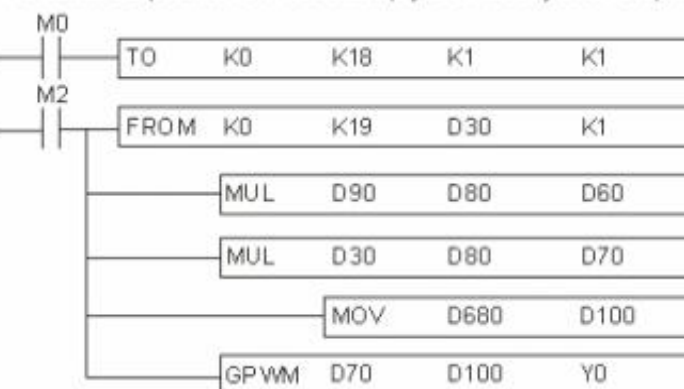 M0
TO K0 K18 K1 K1
M2
FROM K0 K19 D30 K1
MUL D90 D80 D60
MUL D30 D80 D70
MOV D680 D100
GPWM D70 D100 Y0